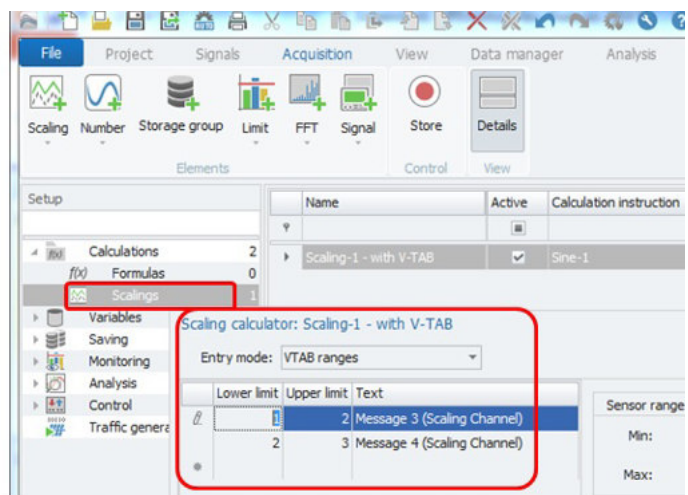 File Project Signals Acquisition View Data manager Analysis
Scaling Number Storage group Limit FFT Signal Store Details
Elements Control View
Setup
Name Active Calculation instruction
Calculations 2
Scaling-1 - with V-TAB Sine-1
f(x) Formulas 0
Scalings 1
Variables
Scaling calculator: Scaling-1 - with V-TAB
Saving
Entry mode: VTAB ranges
Monitoring
Analysis
Lower limit Upper limit Text
Control
Sensor range
1 2 Message 3 (Scaling Channel)
Traffic genera
Min:
2 3 Message 4 (Scaling Channel)
Max: